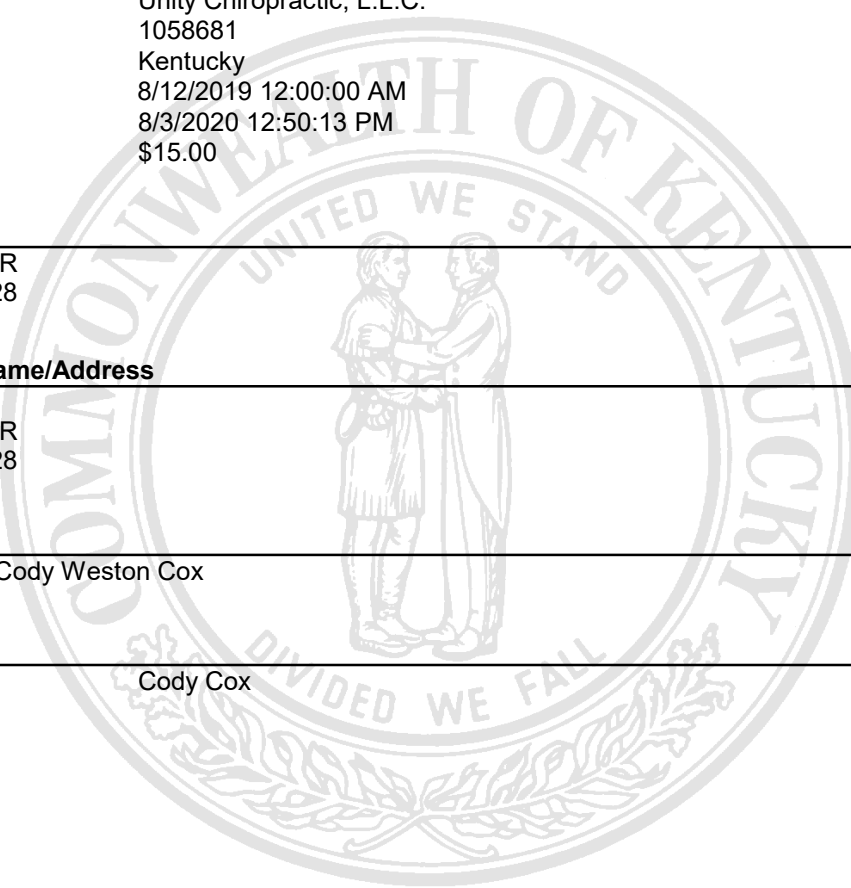 Unity Chiropractic, L.L.C.
1058681
Kentucky
8/12/2019 12:00:00 AM
8/3/2020 12:50:13 PM
$15.00
R
28
ame/Address
R
28
Cody Weston Cox
Cody Cox
COMMONWEALTH OF KENTUCKY
UNITED WE STAND
DIVIDED WE FALL